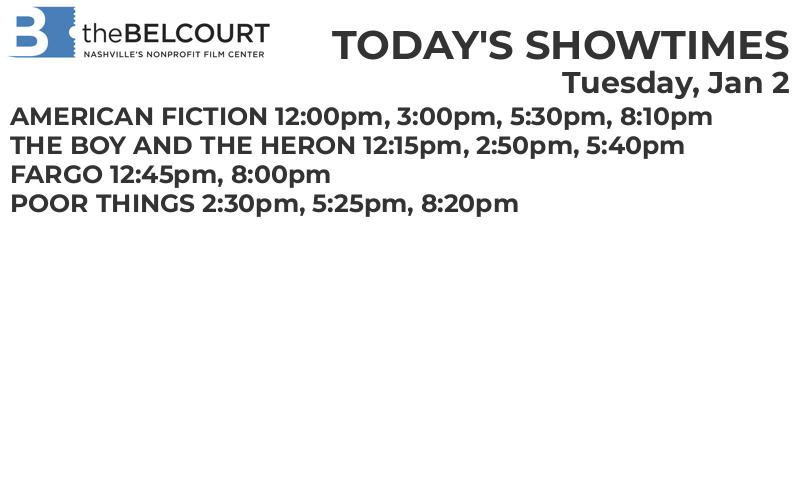 B theBELCOURT
NASHVILLE'S NONPROFIT FILM CENTER
TODAY'S SHOWTIMES
Tuesday, Jan 2
AMERICAN FICTION 12:00pm, 3:00pm, 5:30pm, 8:10pm
THE BOY AND THE HERON 12:15pm, 2:50pm, 5:40pm
FARGO 12:45pm, 8:00pm
POOR THINGS 2:30pm, 5:25pm, 8:20pm